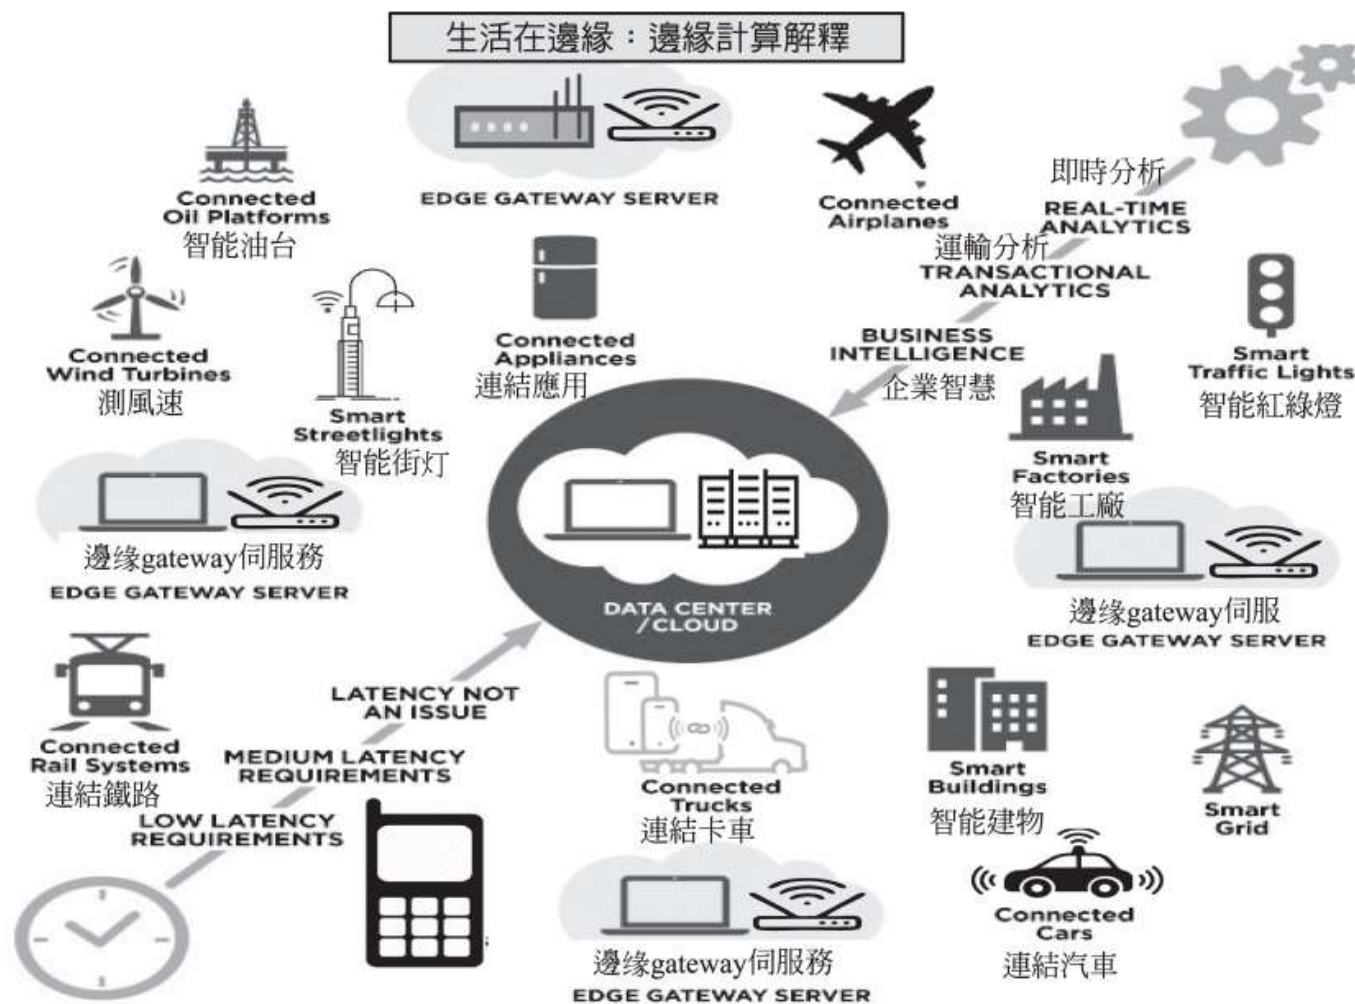 生活在邊緣：邊緣計算解釋
EDGE GATEWAY SERVER
Connected
Oil Platforms
智能油台
Connected
Airplanes
即時分析
REAL-TIME
ANALYTICS
運輸分析
TRANSACTIONAL
ANALYTICS
BUSINESS
INTELLIGENCE
企業智慧
Connected
Wind Turbines
測風速
Smart
Streetlights
智能街灯
Connected
Appliances
連結應用
Smart
Traffic Lights
智能紅綠燈
Smart
Factories
智能工廠
邊缘gateway伺服務
EDGE GATEWAY SERVER
DATA CENTER
/CLOUD
邊缘gateway伺服
EDGE GATEWAY SERVER
Connected
Rail Systems
連結鐵路
LATENCY NOT
AN ISSUE
MEDIUM LATENCY
REQUIREMENTS
LOW LATENCY
REQUIREMENTS
Connected
Trucks
連結卡車
Smart
Buildings
智能建物
Smart
Grid
Connected
Cars
連結汽車
邊缘gateway伺服務
EDGE GATEWAY SERVER